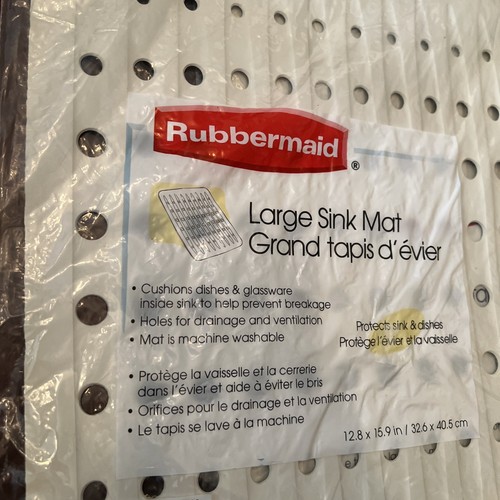 Rubbermaid®
Large Sink Mat
Grand tapis d'évier
• Cushions dishes & glassware
inside sink to help prevent breakage
• Holes for drainage and ventilation
• Mat is machine washable
Protects sink & dishes
Protège l'évier et la vaisselle
• Protège la vaisselle et la cerrerie
dans l'évier et aide à éviter le bris
• Orifices pour le drainage et la ventilation
• Le tapis se lave à la machine
12.8 x 15.9 in / 32.6 x 40.5 cm